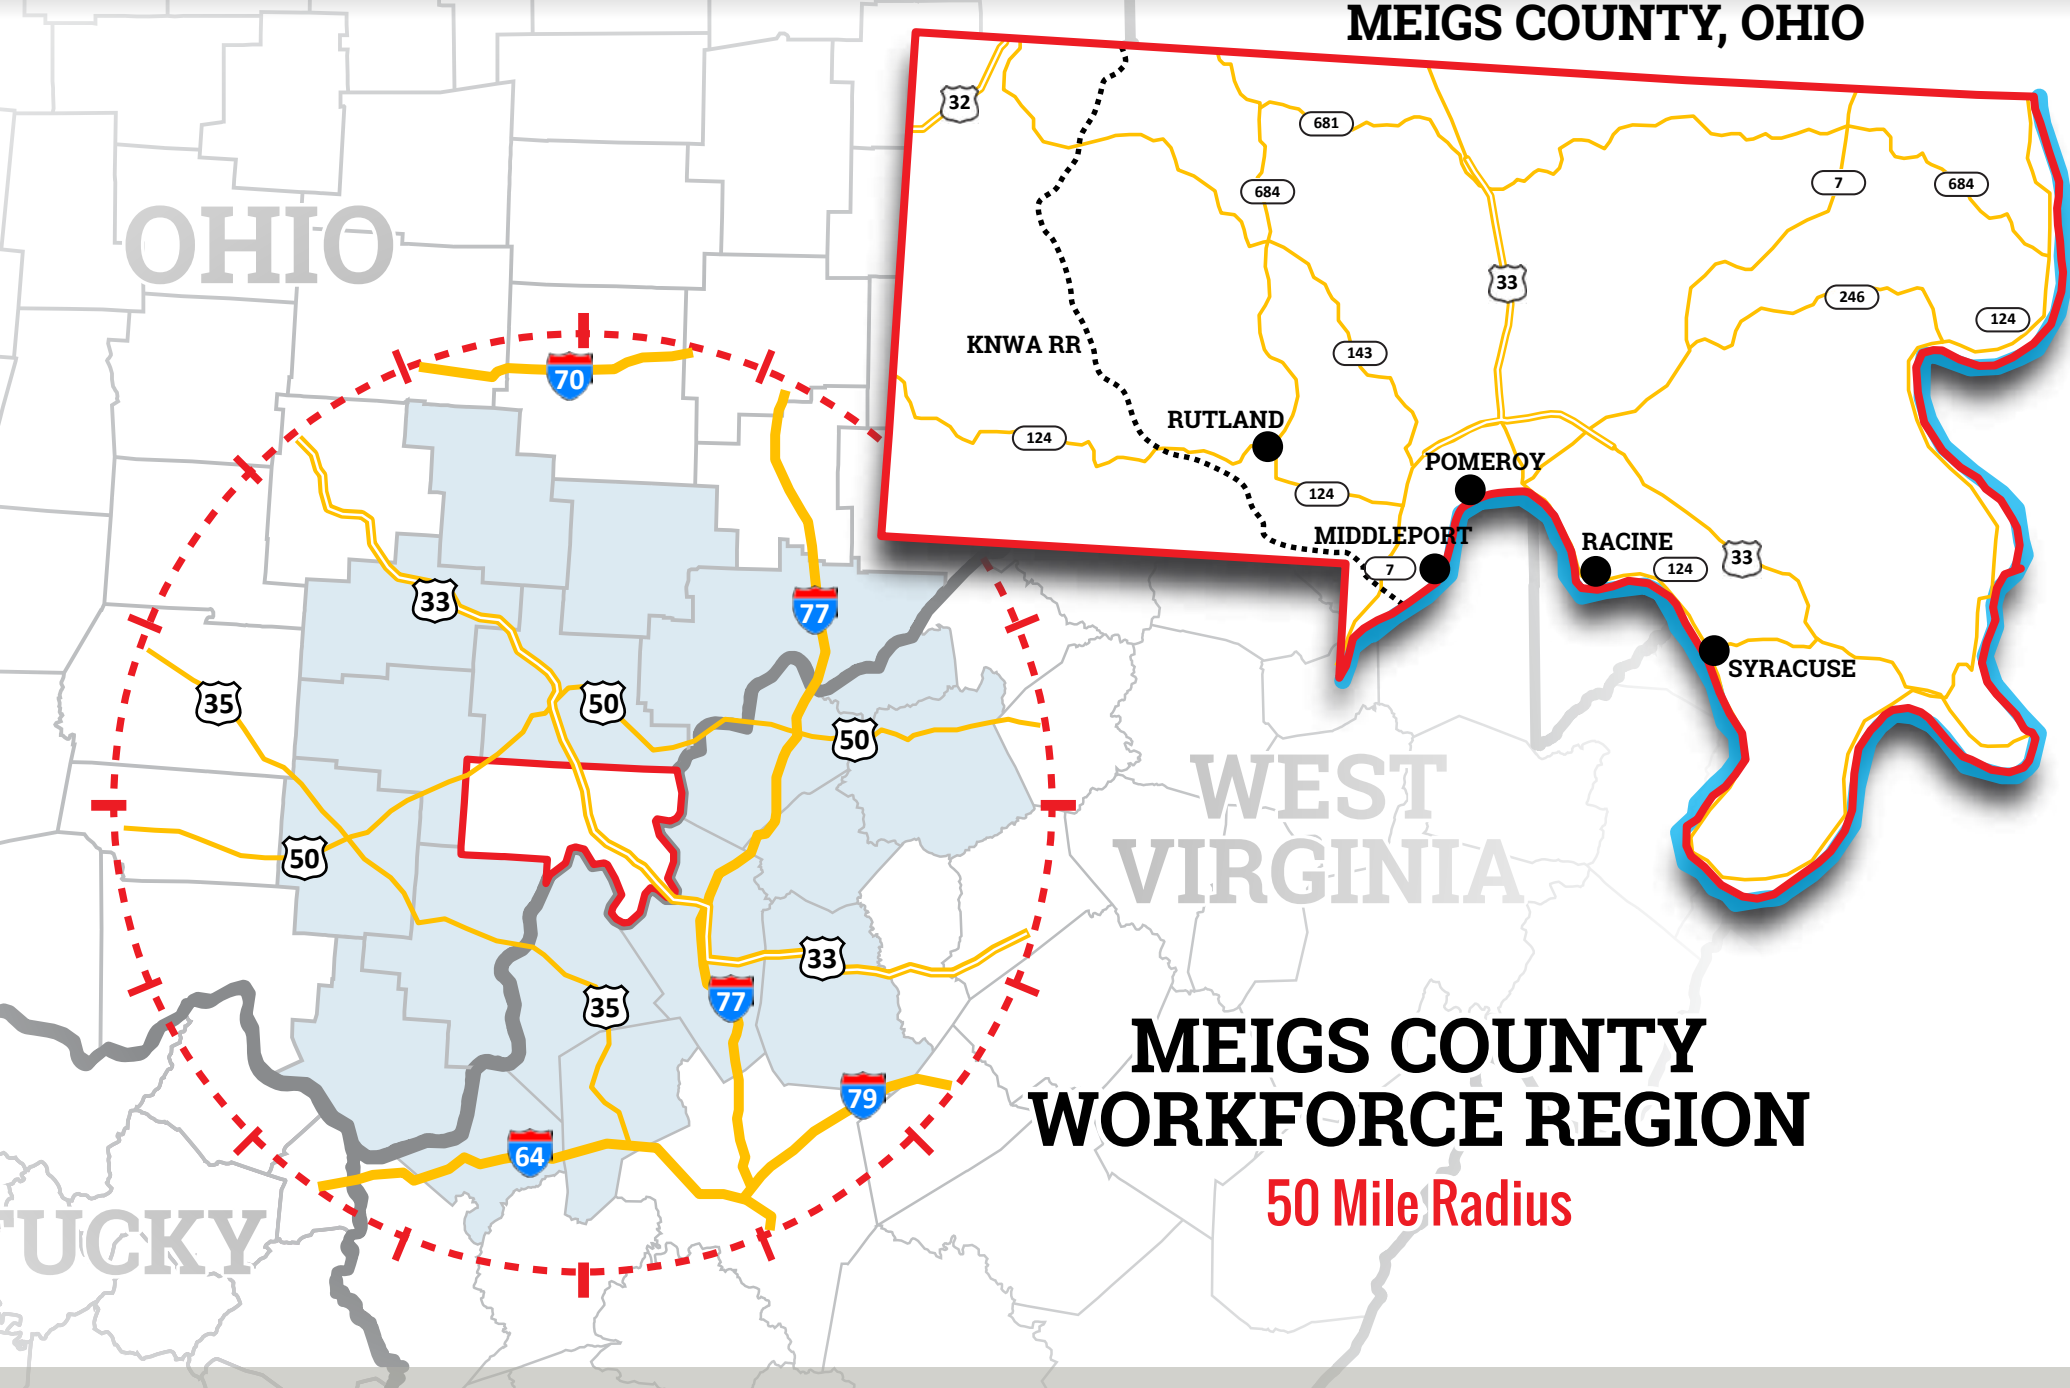 MEIGS COUNTY, OHIO
32
681
684
7
684
33
246
124
KNWA RR
143
RUTLAND
124
POMEROY
124
MIDDLEPORT
7
RACINE
124
33
SYRACUSE
OHIO
70
33
77
35
50
50
50
33
77
35
79
64
WEST
VIRGINIA
TUCKY
MEIGS COUNTY
WORKFORCE REGION
50 Mile Radius